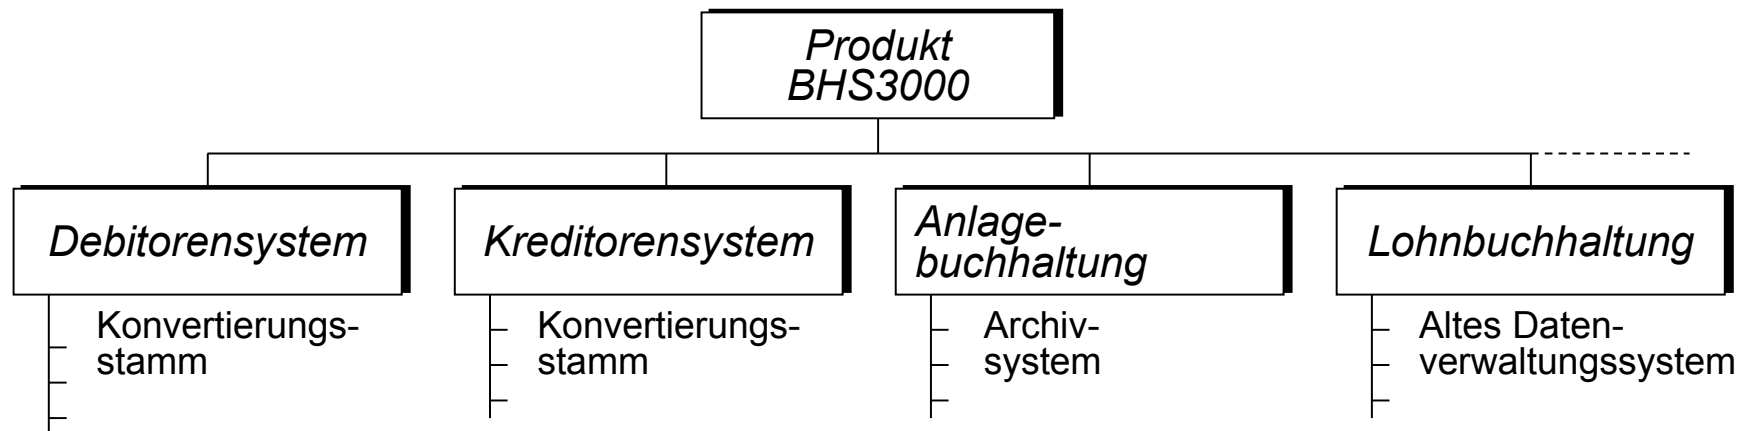 Produkt
BHS3000
Debitorensystem
Kreditorensystem
Anlage-
buchhaltung
Lohnbuchhaltung
Konvertierungs-
stamm
Konvertierungs-
stamm
Archiv-
system
Altes Daten-
verwaltungssystem